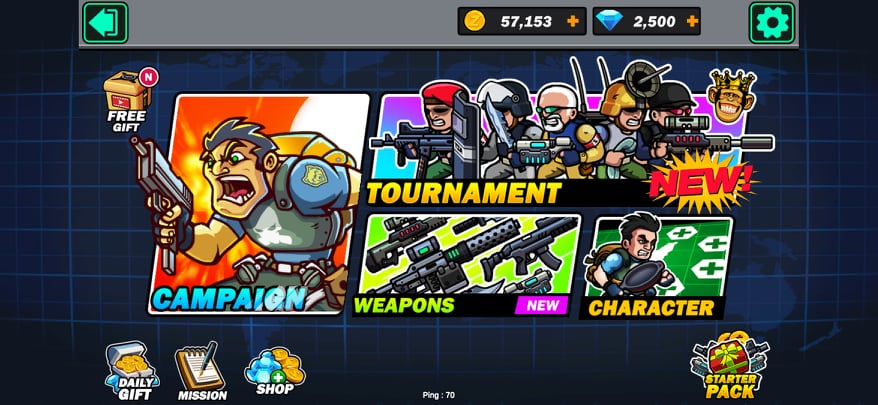 57,153
2,500
N
FREE
GIFT
TOURNAMENT
NEW!
CAMPAIGN
WEAPONS
NEW
CHARACTER
DAILY
GIFT
MISSION
SHOP
STARTER
PACK
Ping : 70